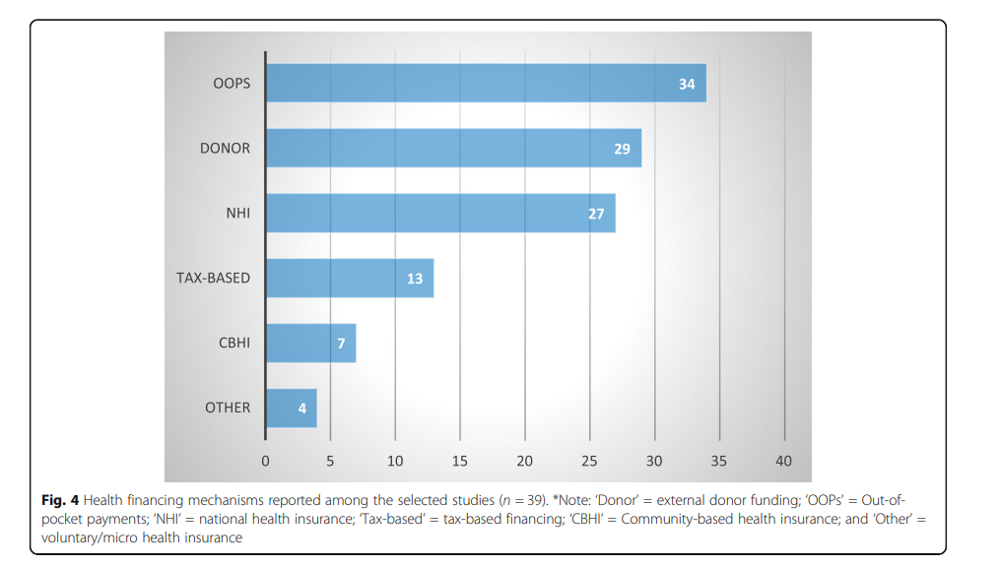 OOPS
34
DONOR
29
NHI
27
TAX-BASED
13
CBHI
7
OTHER
4
0 5 10 15 20 25 30 35 40
Fig. 4 Health financing mechanisms reported among the selected studies (n = 39). *Note: ‘Donor’ = external donor funding; ‘OOPs’ = Out-of-
pocket payments; ‘NHI’ = national health insurance; ‘Tax-based’ = tax-based financing; ‘CBHI’ = Community-based health insurance; and ‘Other’ =
voluntary/micro health insurance